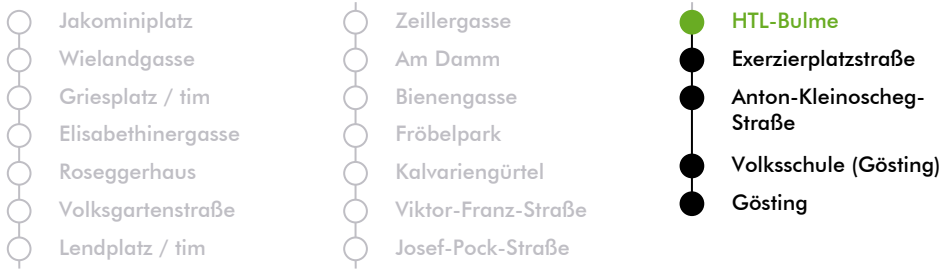 Jakominiplatz
Wielandgasse
Griesplatz / tim
Elisabethinergasse
Roseggerhaus
Volksgartenstraße
Lendplatz / tim
Zeillergasse
Am Damm
Bienengasse
Fröbelpark
Kalvariengürtel
Viktor-Franz-Straße
Josef-Pock-Straße
HTL-Bulme
Exerzierplatzstraße
Anton-Kleinoscheg-
Straße
Volksschule (Gösting)
Gösting